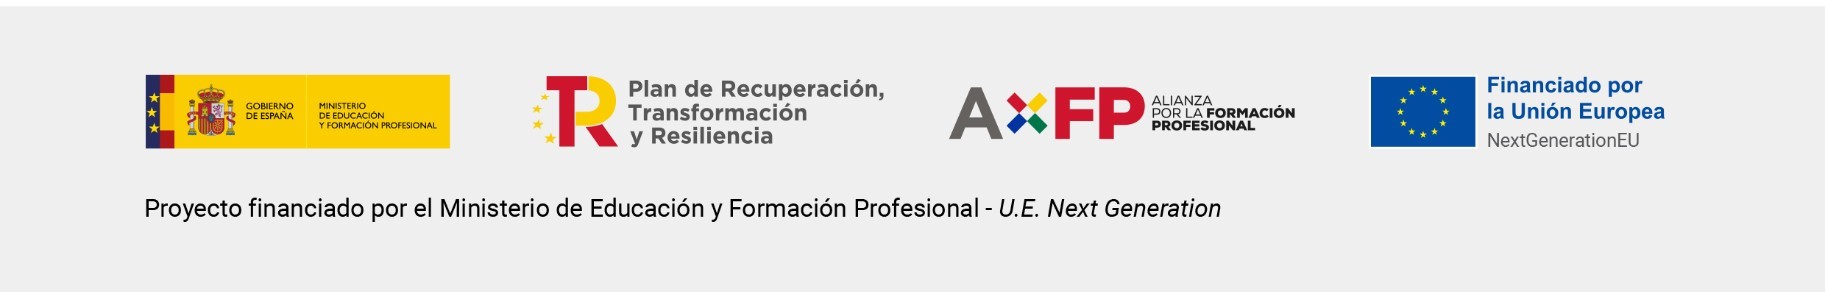 GOBIERNO
DE ESPAÑA
MINISTERIO
DE EDUCACIÓN
Y FORMACIÓN PROFESIONAL
TR
Plan de Recuperación,
Transformación
y Resiliencia
AxFP
ALIANZA
POR LA FORMACIÓN
PROFESIONAL
Financiado por
la Unión Europea
NextGenerationEU
Proyecto financiado por el Ministerio de Educación y Formación Profesional - U.E. Next Generation